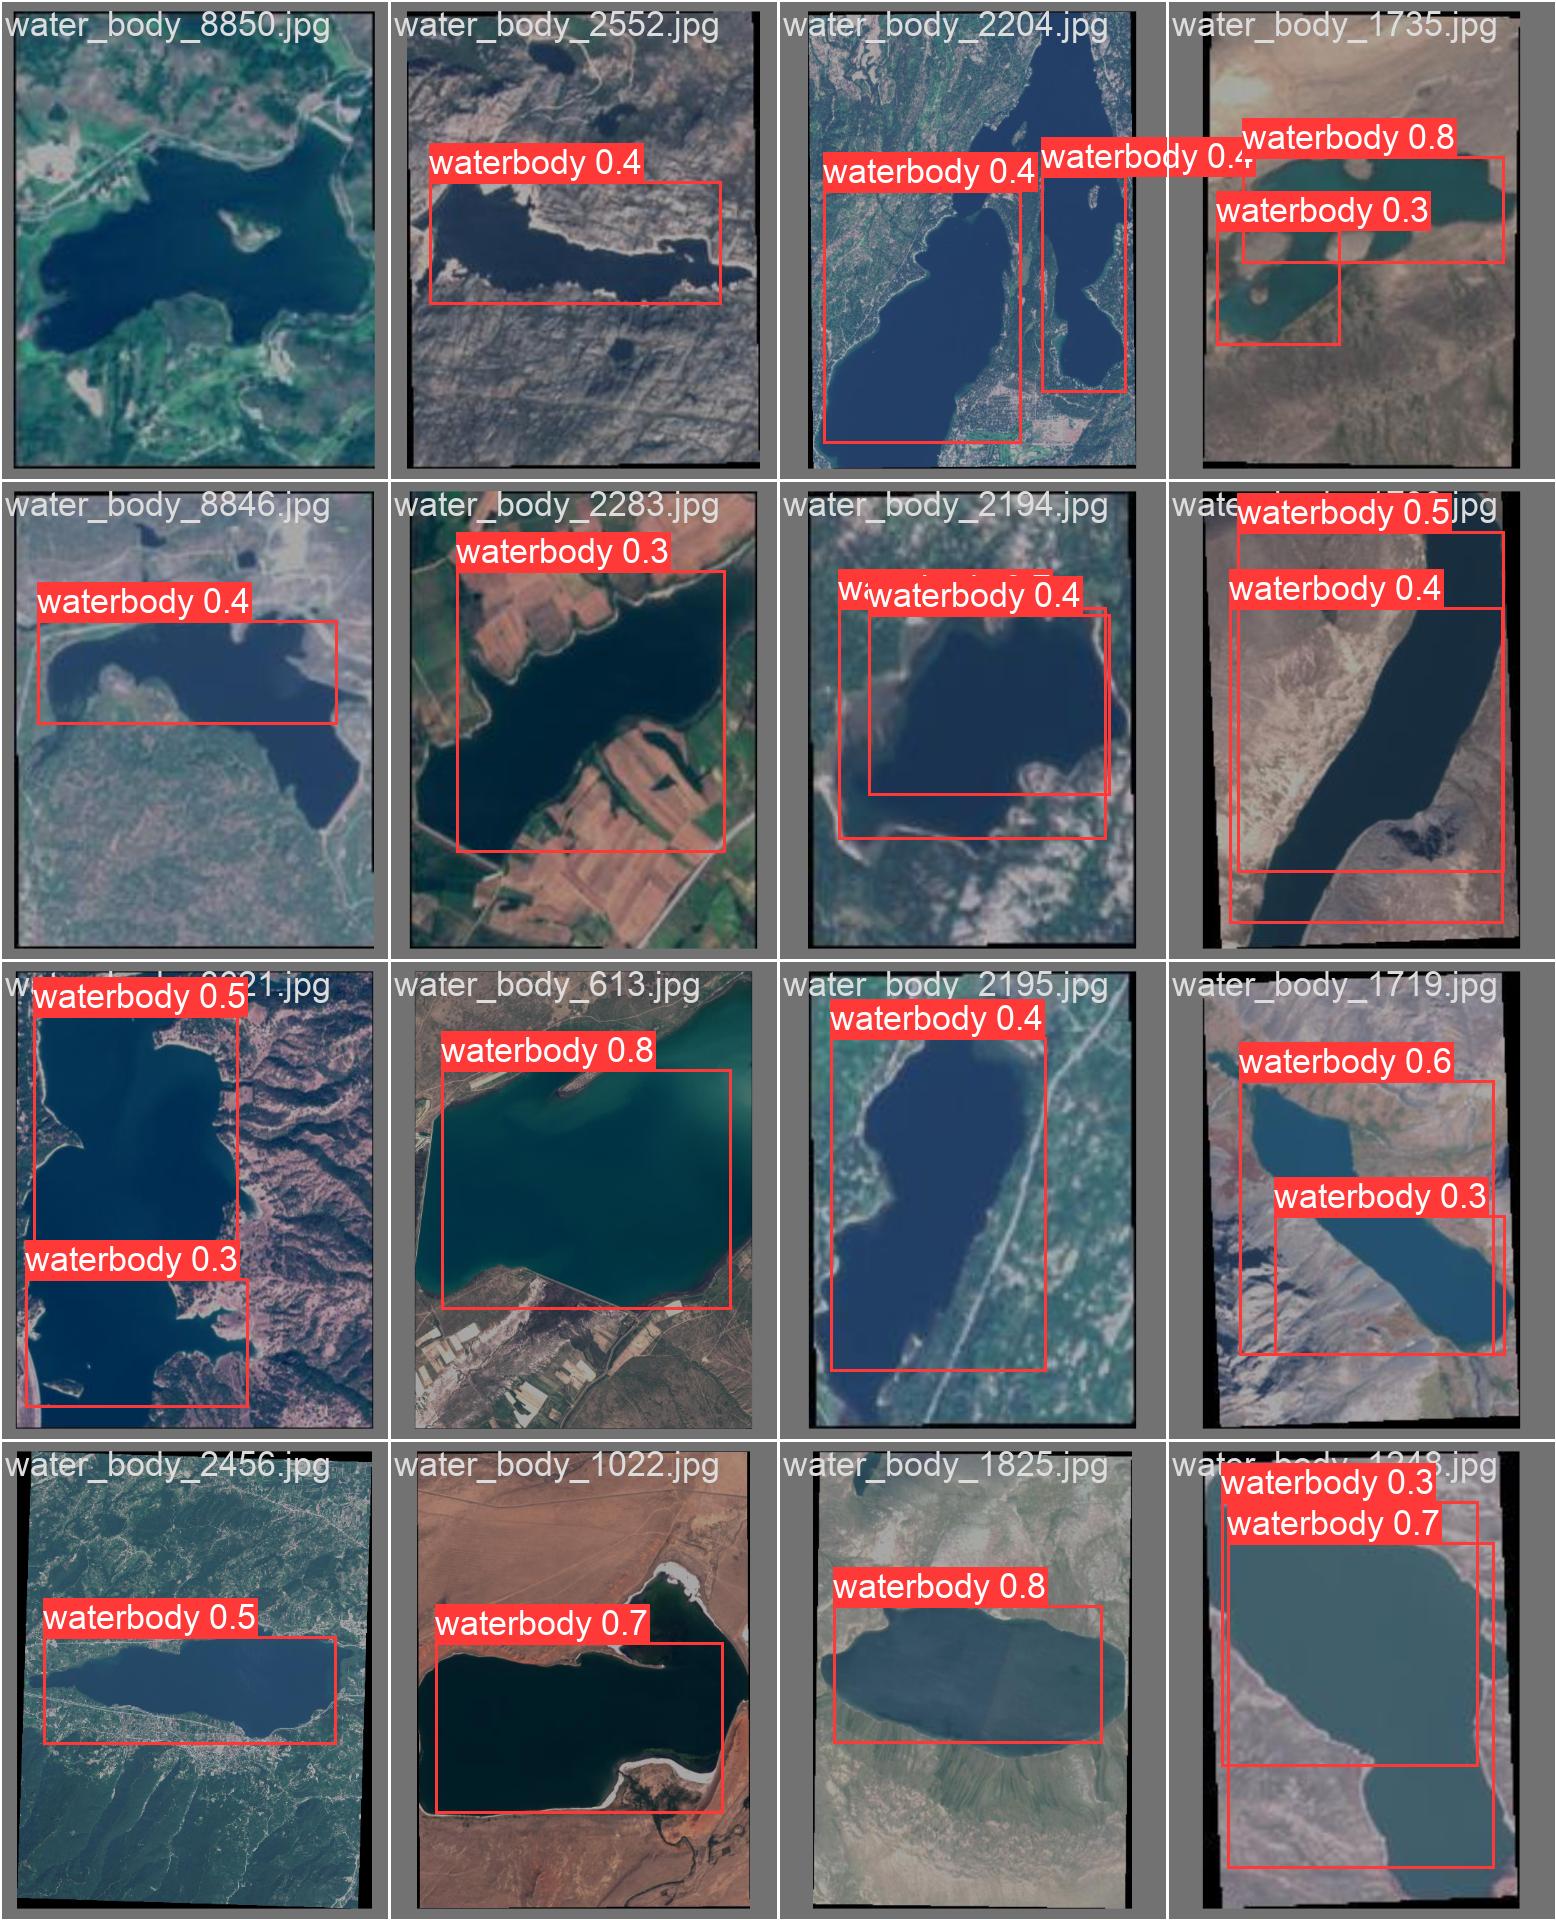 water_body_8850.jpg
water_body_2552.jpg
waterbody 0.4
water_body_2204.jpg
waterbody 0.4
waterbody 0.4
water_body_1735.jpg
waterbody 0.8
waterbody 0.3
water_body_8846.jpg
waterbody 0.4
water_body_2283.jpg
waterbody 0.3
water_body_2194.jpg
waterbody 0.4
waterbody 0.5
waterbody 0.4
21.jpg
waterbody 0.5
waterbody 0.3
water_body_613.jpg
waterbody 0.8
water_body_2195.jpg
waterbody 0.4
water_body_1719.jpg
waterbody 0.6
waterbody 0.3
water_body_2456.jpg
waterbody 0.5
water_body_1022.jpg
waterbody 0.7
water_body_1825.jpg
waterbody 0.8
waterbody 0.3
waterbody 0.7